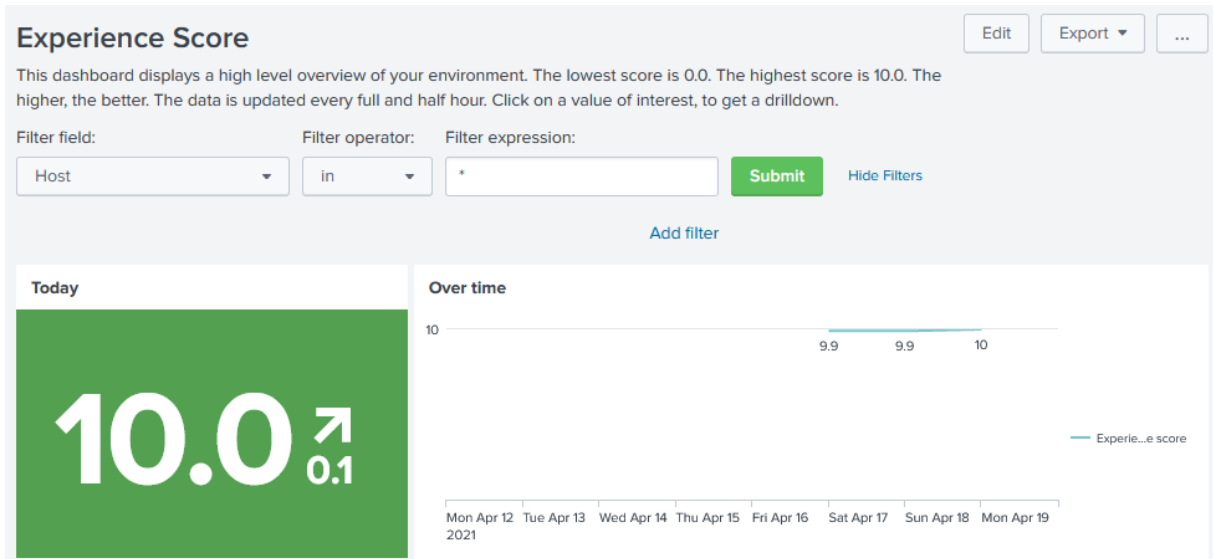 Experience Score
Edit
Export
...
This dashboard displays a high level overview of your environment. The lowest score is 0.0. The highest score is 10.0. The
higher, the better. The data is updated every full and half hour. Click on a value of interest, to get a drilldown.
Filter field:
Filter operator:
Filter expression:
Host
in
*
Submit
Hide Filters
Add filter
Today
10.0
0.1
Over time
10
9.9
9.9
10
Experie...e score
Mon Apr 12
2021
Tue Apr 13
Wed Apr 14
Thu Apr 15
Fri Apr 16
Sat Apr 17
Sun Apr 18
Mon Apr 19